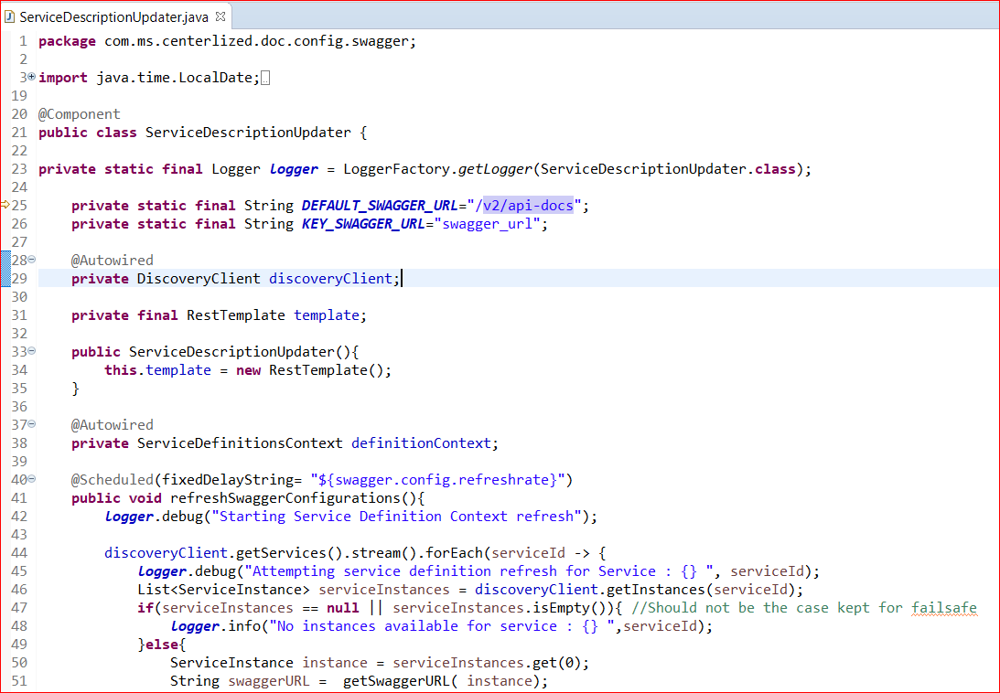 ServiceDescriptionUpdater.java
1 package com.ms.centerlized.doc.config.swagger;
2
3 import java.time.LocalDate;
19
20 @Component
21 public class ServiceDescriptionUpdater {
22
23 private static final Logger logger = LoggerFactory.getLogger(ServiceDescriptionUpdater.class);
24
25     private static final String DEFAULT_SWAGGER_URL="/v2/api-docs";
26     private static final String KEY_SWAGGER_URL="swagger_url";
27
28     @Autowired
29     private DiscoveryClient discoveryClient;
30
31     private final RestTemplate template;
32
33     public ServiceDescriptionUpdater(){
34         this.template = new RestTemplate();
35     }
36
37     @Autowired
38     private ServiceDefinitionsContext definitionContext;
39
40     @Scheduled(fixedDelayString= "${swagger.config.refreshrate}")
41     public void refreshSwaggerConfigurations(){
42         logger.debug("Starting Service Definition Context refresh");
43
44         discoveryClient.getServices().stream().forEach(serviceId -> {
45             logger.debug("Attempting service definition refresh for Service : {} ", serviceId);
46             List<ServiceInstance> serviceInstances = discoveryClient.getInstances(serviceId);
47             if(serviceInstances == null || serviceInstances.isEmpty()){ //Should not be the case kept for failsafe
48                 logger.info("No instances available for service : {} ",serviceId);
49             }else{
50                 ServiceInstance instance = serviceInstances.get(0);
51                 String swaggerURL =  getSwaggerURL( instance);